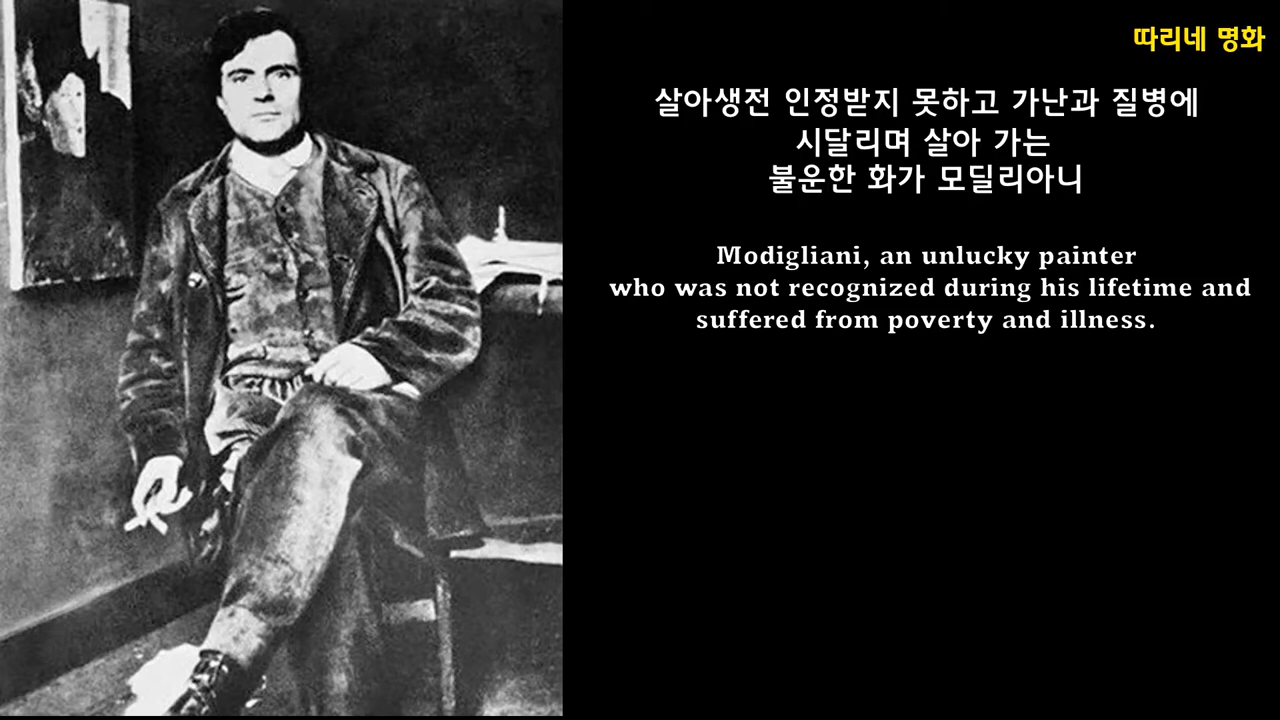 따리네 명화
살아생전 인정받지 못하고 가난과 질병에
시달리며 살아 가는
불운한 화가 모딜리아니
Modigliani, an unlucky painter
who was not recognized during his lifetime and
suffered from poverty and illness.